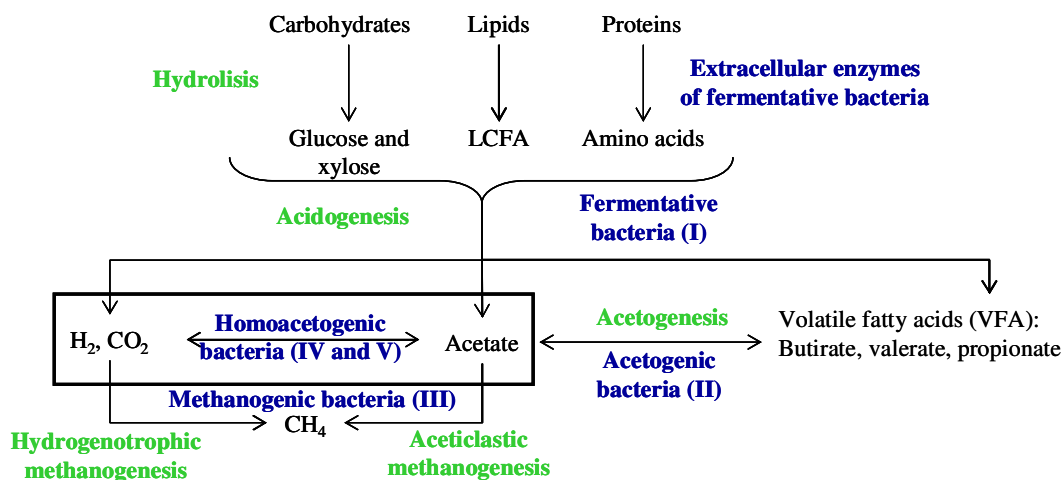 Carbohydrates
Lipids
Proteins
Hydrolisis
Extracellular enzymes
of fermentative bacteria
Glucose and
xylose
LCFA
Amino acids
Acidogenesis
Fermentative
bacteria (I)
H₂, CO₂
Homoacetogenic
bacteria (IV and V)
Acetate
Acetogenesis
Acetogenic
bacteria (II)
Volatile fatty acids (VFA):
Butirate, valerate, propionate
Methanogenic bacteria (III)
CH₄
Hydrogenotrophic
methanogenesis
Aceticlastic
methanogenesis